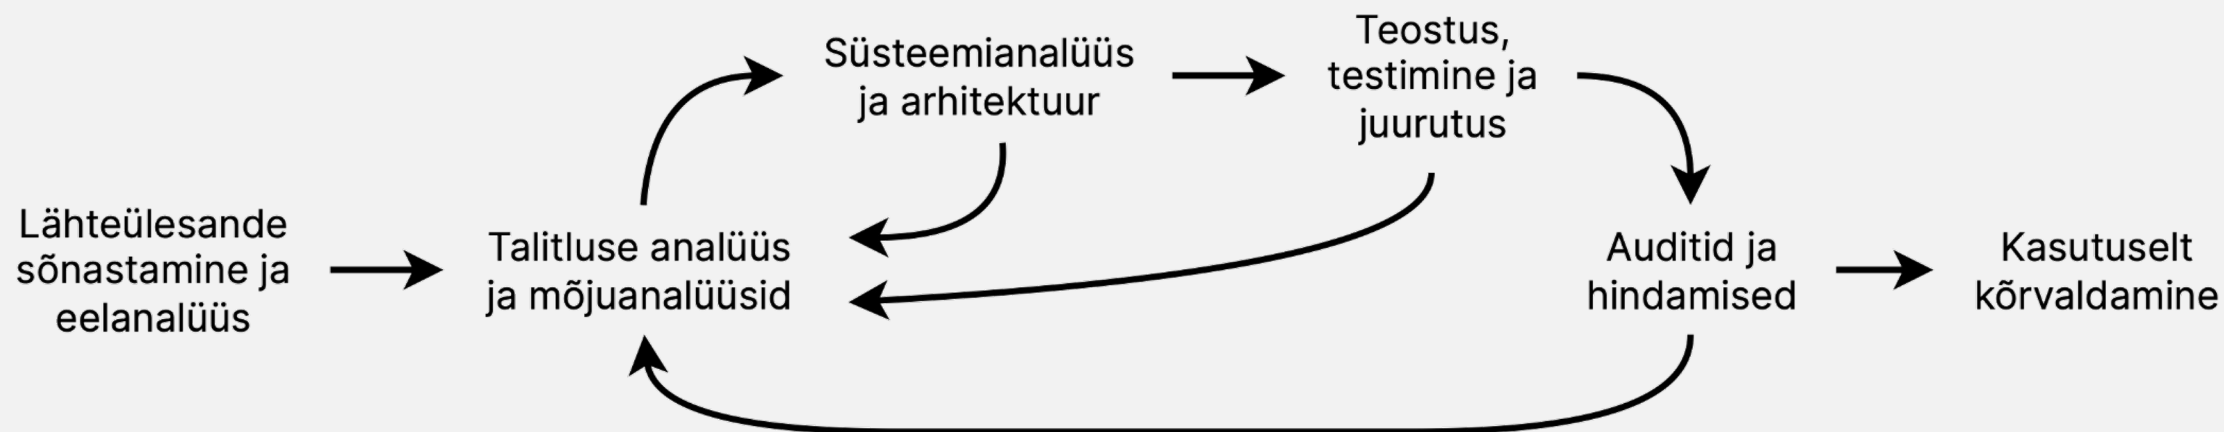 Lähteülesande
sõnastamine ja
eelanalüüs
Talitluse analüüs
ja mõjuanalüüsid
Süsteemianalüüs
ja arhitektuur
Teostus,
testimine ja
juurutus
Auditid ja
hindamised
Kasutuselt
kõrvaldamine